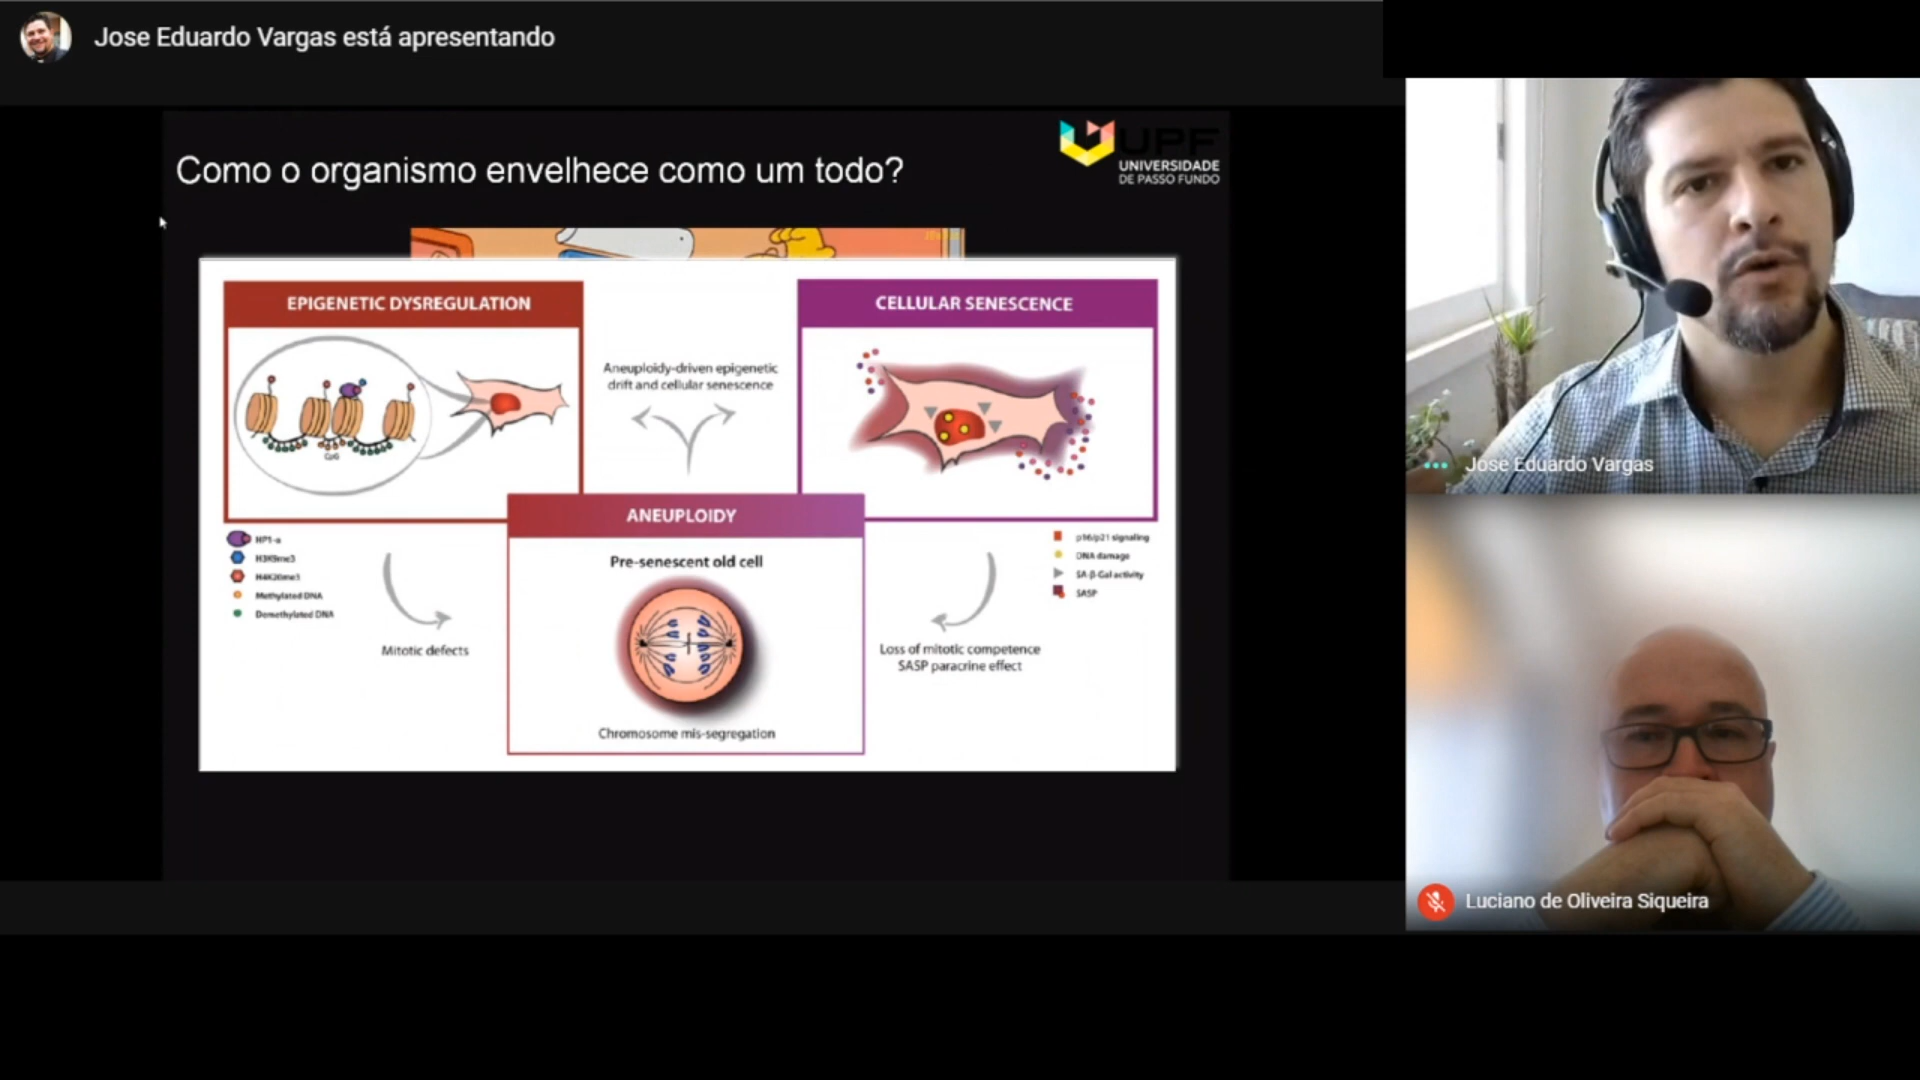 Jose Eduardo Vargas está apresentando
Como o organismo envelhece como um todo?
UPF
UNIVERSIDADE
DE PASSO FUNDO
EPIGENETIC DYSREGULATION
CpG
HP1-α
H3K9me3
H4K20me3
Methylated DNA
Demethylated DNA
Aneuploidy-driven epigenetic
drift and cellular senescence
CELLULAR SENESCENCE
p16/p21 signaling
DNA damage
SA-β-Gal activity
SASP
Mitotic defects
ANEUPLOIDY
Pre-senescent old cell
Chromosome mis-segregation
Loss of mitotic competence
SASP paracrine effect
Jose Eduardo Vargas
Luciano de Oliveira Siqueira